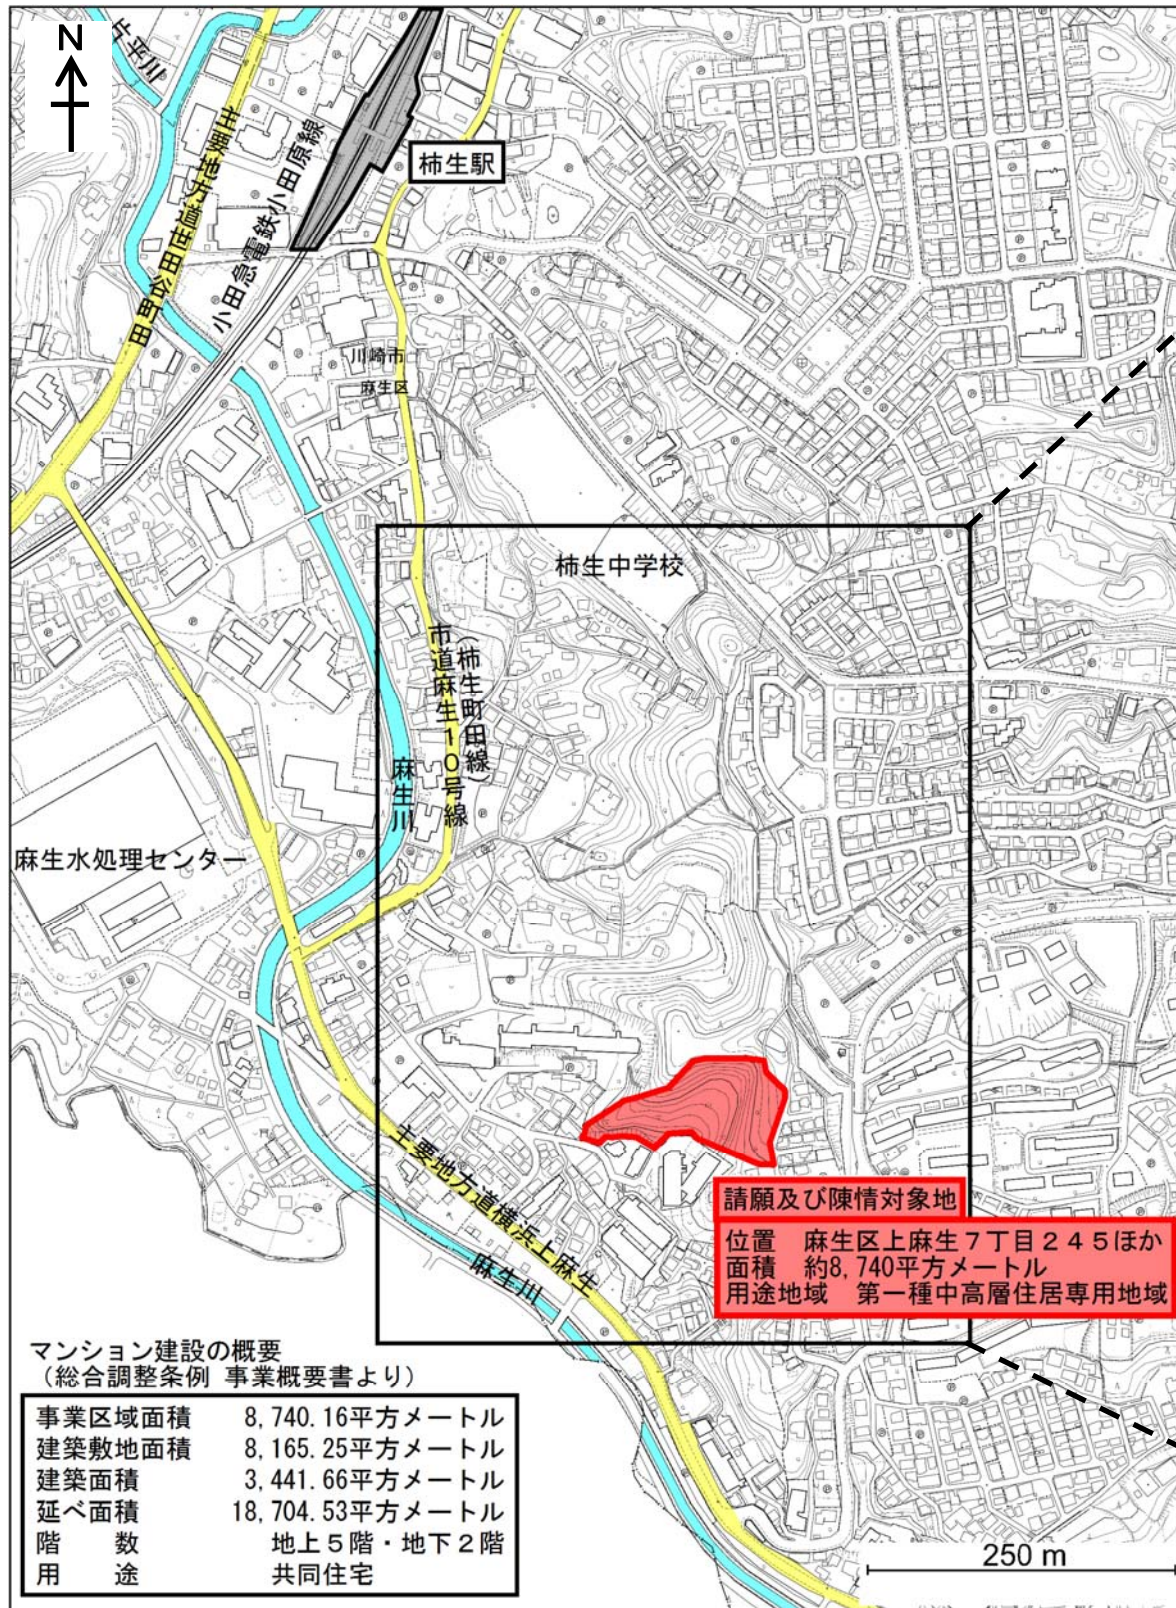 N
片平川
主要地方道世田谷町田
小田急電鉄小田原線
柿生駅
川崎市
麻生区
柿生中学校
(柿生町田線)
市道麻生10号線
麻生川
麻生水処理センター
主要地方道横浜上麻生
麻生川
請願及び陳情対象地
位置 麻生区上麻生7丁目245ほか
面積 約8,740平方メートル
用途地域 第一種中高層住居専用地域
マンション建設の概要
(総合調整条例 事業概要書より)
事業区域面積 8,740.16平方メートル
建築敷地面積 8,165.25平方メートル
建築面積 3,441.66平方メートル
延べ面積 18,704.53平方メートル
階数 地上5階・地下2階
用途 共同住宅
250 m